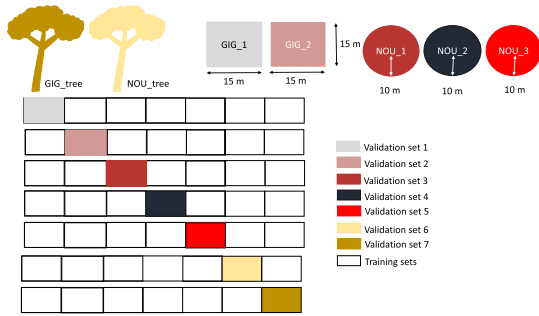 GIG_tree
NOU_tree
GIG_1
GIG_2
15 m
15 m
15 m
NOU_1
NOU_2
NOU_3
10 m
10 m
10 m
Validation set 1
Validation set 2
Validation set 3
Validation set 4
Validation set 5
Validation set 6
Validation set 7
Training sets